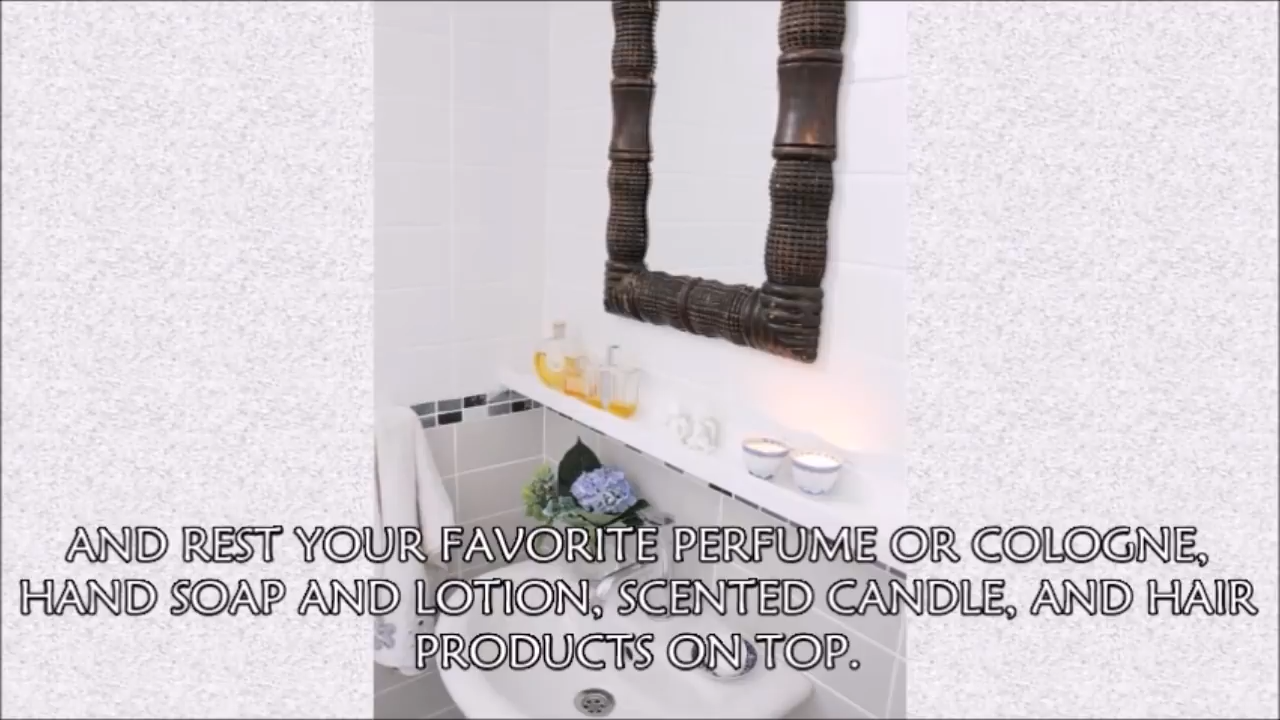 AND REST YOUR FAVORITE PERFUME OR COLOGNE,
HAND SOAP AND LOTION, SCENTED CANDLE, AND HAIR
PRODUCTS ON TOP.